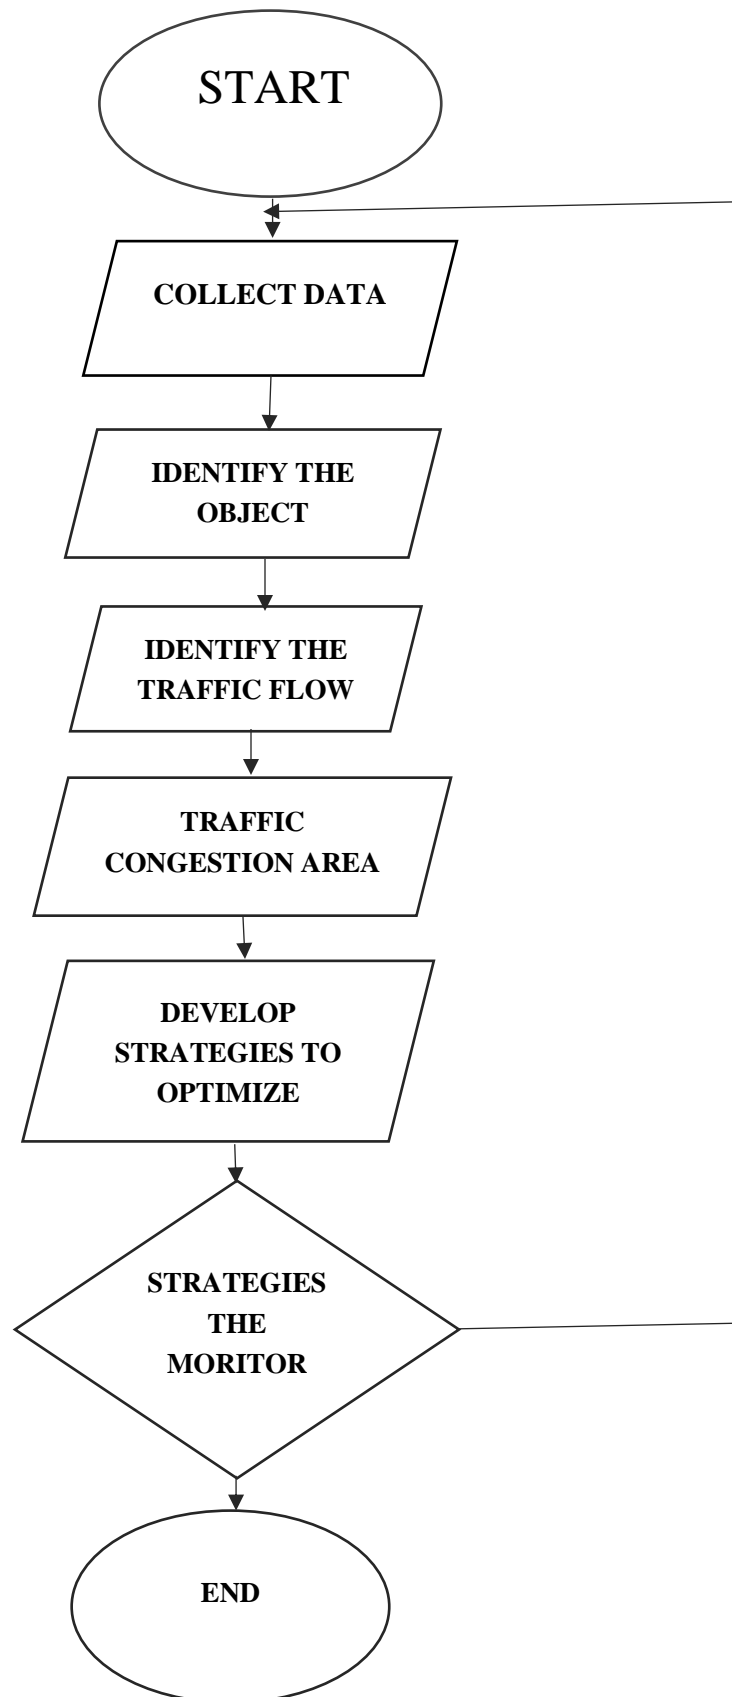 START
COLLECT DATA
IDENTIFY THE
OBJECT
IDENTIFY THE
TRAFFIC FLOW
TRAFFIC
CONGESTION AREA
DEVELOP
STRATEGIES TO
OPTIMIZE
STRATEGIES
THE
MORITOR
END